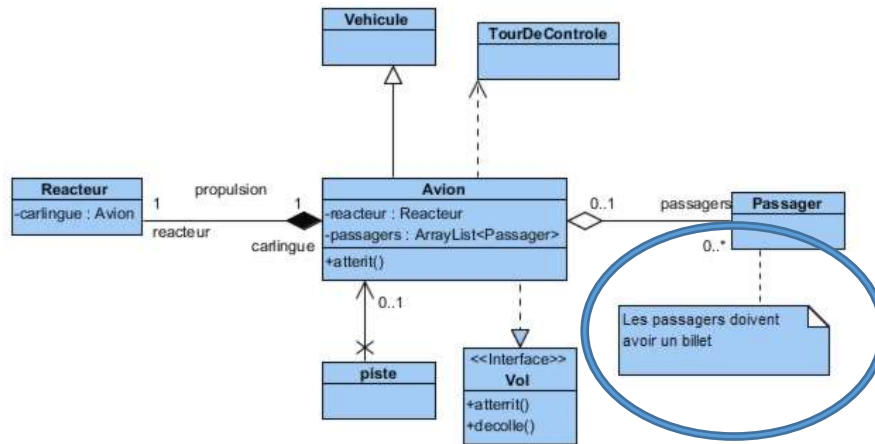 Vehicule
TourDeControle
Reacteur
-carlingue : Avion
1
propulsion
1
reacteur
carlingue
Avion
-reacteur : Reacteur
-passagers : ArrayList<Passager>
+atterit()
0..1
passagers
0..*
Passager
Les passagers doivent
avoir un billet
0..1
piste
<<Interface>>
Vol
+atterrit()
+decolle()